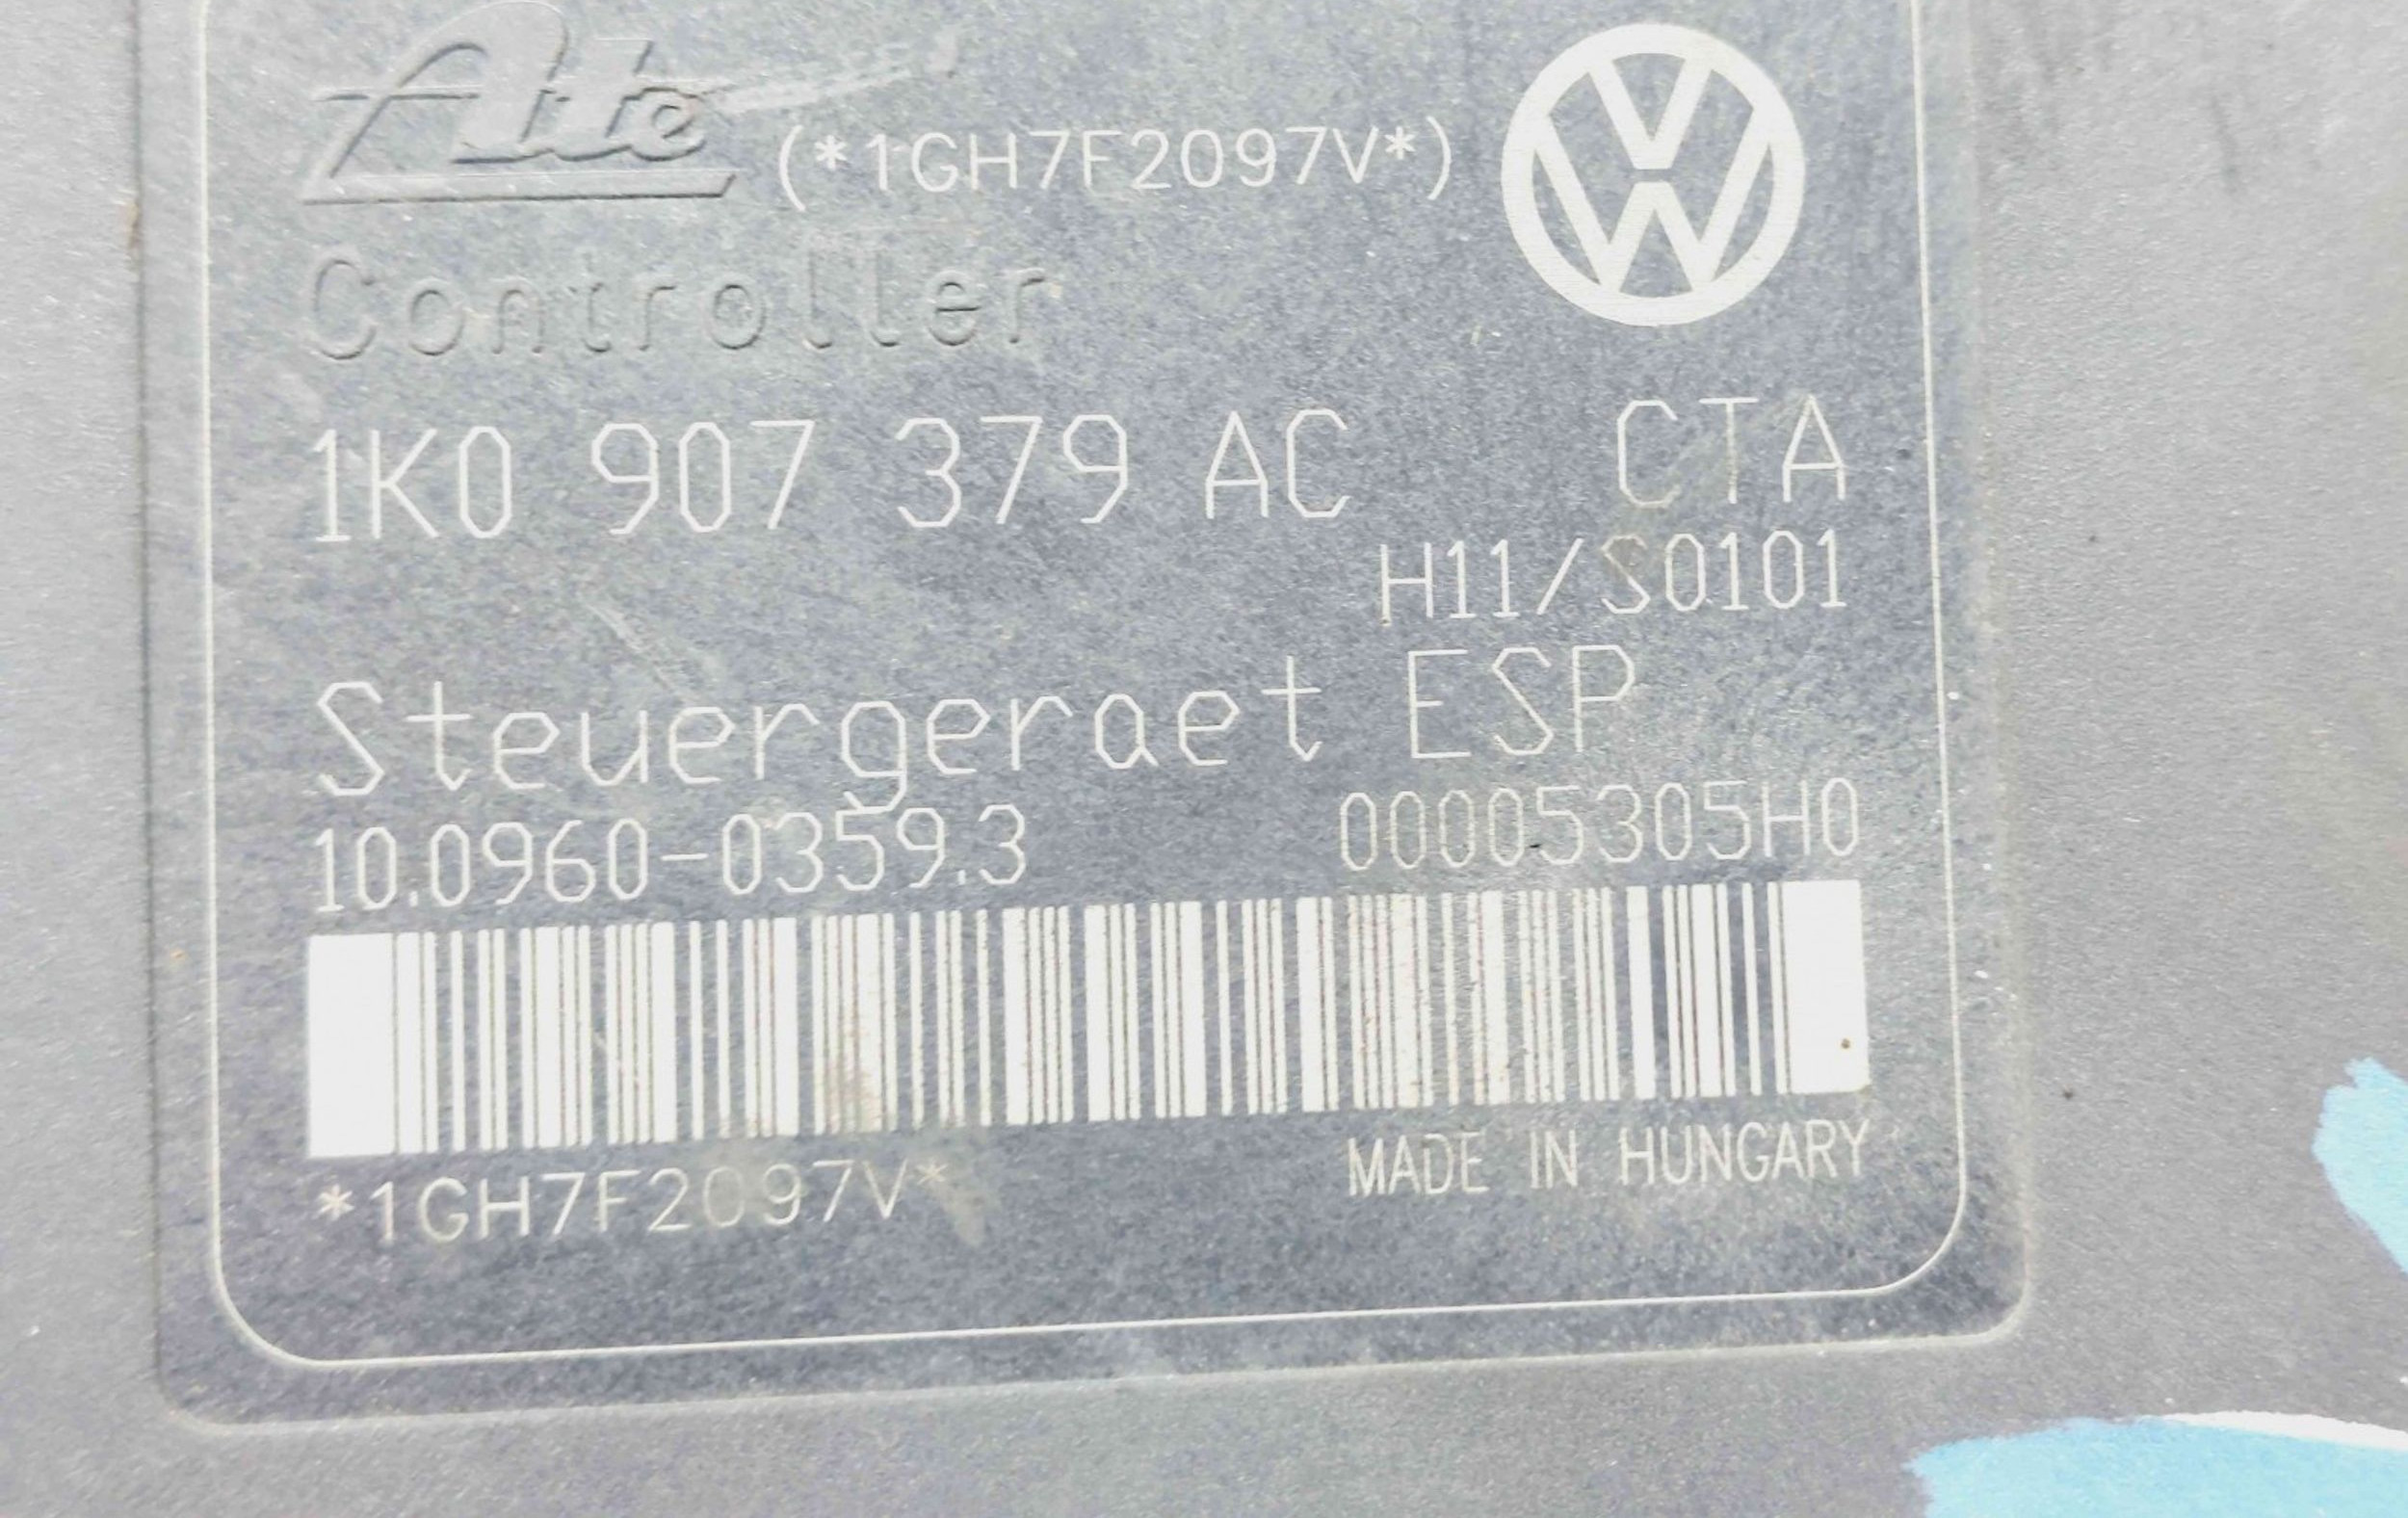 Ate (*1GH7F2097V*) VW
Controller
1K0 907 379 AC CTA
H11/S0101
Steuergeraet ESP
10.0960-0359.3 00005305H0
*1GH7F2097V* MADE IN HUNGARY